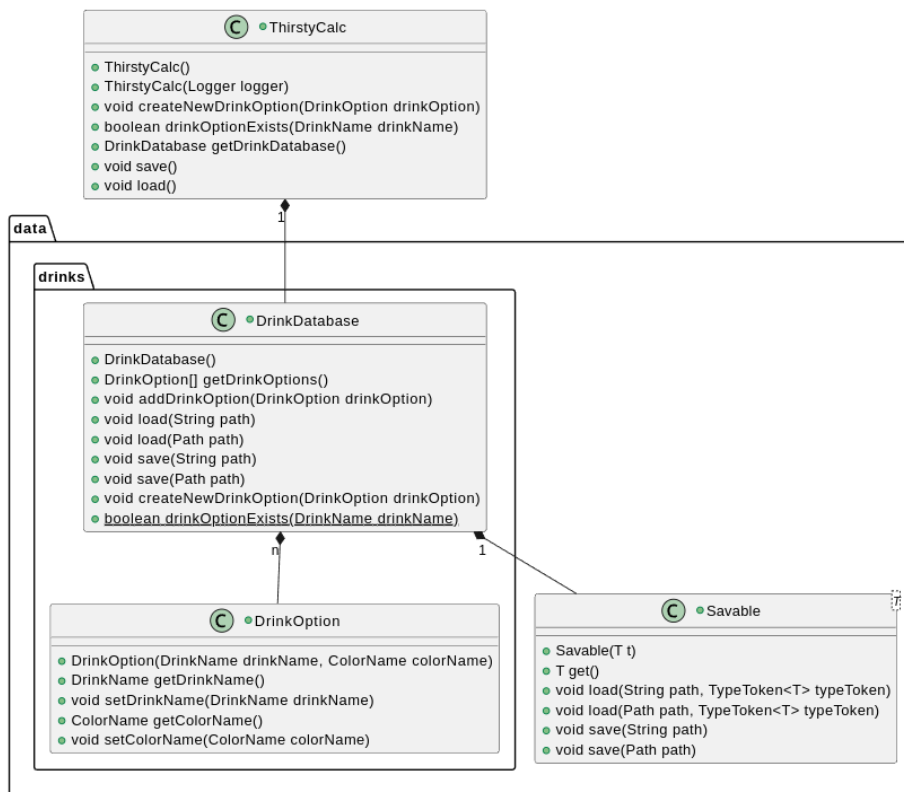 ThirstyCalc
ThirstyCalc()
ThirstyCalc(Logger logger)
void createNewDrinkOption(DrinkOption drinkOption)
boolean drinkOptionExists(DrinkName drinkName)
DrinkDatabase getDrinkDatabase()
void save()
void load()
1
data
drinks
DrinkDatabase
DrinkDatabase()
DrinkOption[] getDrinkOptions()
void addDrinkOption(DrinkOption drinkOption)
void load(String path)
void load(Path path)
void save(String path)
void save(Path path)
void createNewDrinkOption(DrinkOption drinkOption)
boolean drinkOptionExists(DrinkName drinkName)
n
1
DrinkOption
DrinkOption(DrinkName drinkName, ColorName colorName)
DrinkName getDrinkName()
void setDrinkName(DrinkName drinkName)
ColorName getColorName()
void setColorName(ColorName colorName)
Savable
T
Savable(T t)
T get()
void load(String path, TypeToken<T> typeToken)
void load(Path path, TypeToken<T> typeToken)
void save(String path)
void save(Path path)